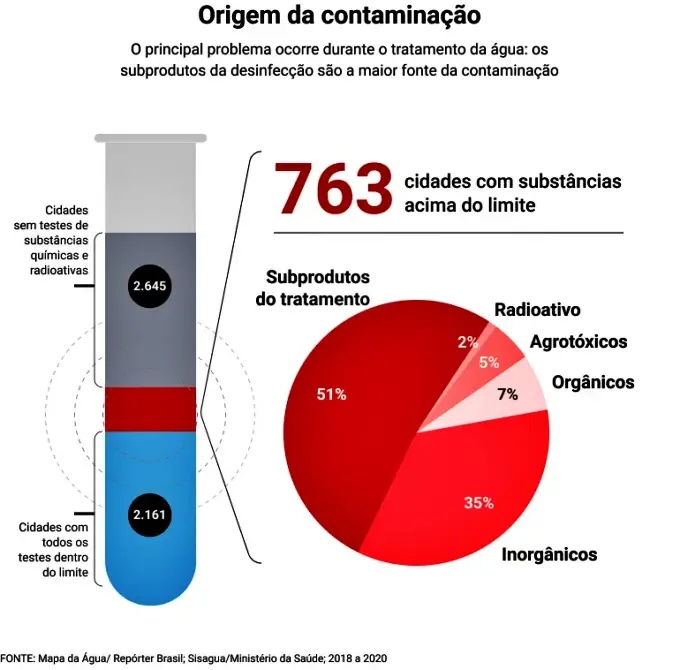 Origem da contaminação
O principal problema ocorre durante o tratamento da água: os
subprodutos da desinfecção são a maior fonte da contaminação
763
cidades com substâncias
acima do limite
Cidades
sem testes de
substâncias
químicas e
radioativas
2.645
2.161
Cidades com
todos os
testes dentro
do limite
Subprodutos
do tratamento
51%
Radioativo
2%
Agrotóxicos
5%
Orgânicos
7%
35%
Inorgânicos
FONTE: Mapa da Água/ Repórter Brasil; Sisagua/Ministério da Saúde; 2018 a 2020